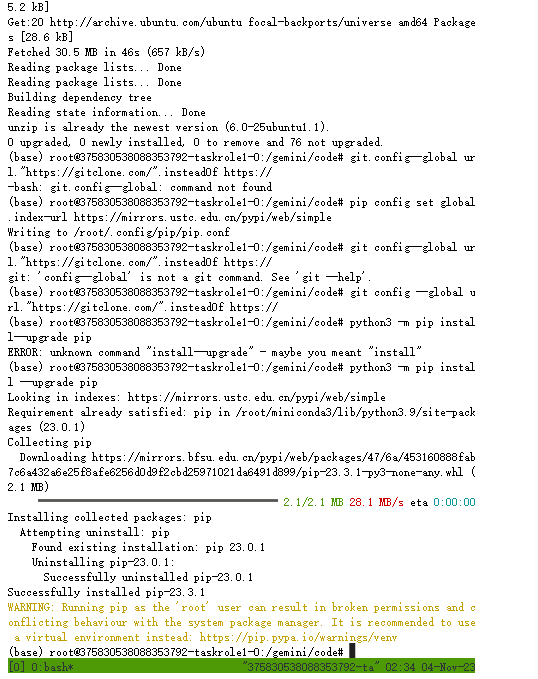 5.2 kB]
Get:20 http://archive.ubuntu.com/ubuntu focal-backports/universe amd64 Package
s [28.6 kB]
Fetched 30.5 MB in 46s (657 kB/s)
Reading package lists... Done
Reading package lists... Done
Building dependency tree
Reading state information... Done
unzip is already the newest version (6.0-25ubuntu1.1).
0 upgraded, 0 newly installed, 0 to remove and 76 not upgraded.
(base) root@375830538088353792-taskrole1-0:/gemini/code# git.config--global ur
l."https://gitclone.com/".insteadOf https://
-bash: git.config--global: command not found
(base) root@375830538088353792-taskrole1-0:/gemini/code# pip config set global
.index-url https://mirrors.ustc.edu.cn/pypi/web/simple
Writing to /root/.config/pip/pip.conf
(base) root@375830538088353792-taskrole1-0:/gemini/code# git config--global ur
l."https://gitclone.com/".insteadOf https://
git: 'config--global' is not a git command. See 'git --help'.
(base) root@375830538088353792-taskrole1-0:/gemini/code# git config --global u
rl."https://gitclone.com/".insteadOf https://
(base) root@375830538088353792-taskrole1-0:/gemini/code# python3 -m pip instal
l--upgrade pip
ERROR: unknown command "install--upgrade" - maybe you meant "install"
(base) root@375830538088353792-taskrole1-0:/gemini/code# python3 -m pip instal
l --upgrade pip
Looking in indexes: https://mirrors.ustc.edu.cn/pypi/web/simple
Requirement already satisfied: pip in /root/miniconda3/lib/python3.9/site-pack
ages (23.0.1)
Collecting pip
Downloading https://mirrors.bfsu.edu.cn/pypi/web/packages/47/6a/453160888fab
7c6a432a6e25f8afe6256d0d9f2cbd25971021da6491d899/pip-23.3.1-py3-none-any.whl (
2.1 MB)
2.1/2.1 MB 28.1 MB/s eta 0:00:00
Installing collected packages: pip
Attempting uninstall: pip
Found existing installation: pip 23.0.1
Uninstalling pip-23.0.1:
Successfully uninstalled pip-23.0.1
Successfully installed pip-23.3.1
WARNING: Running pip as the 'root' user can result in broken permissions and c
onflicting behaviour with the system package manager. It is recommended to use
a virtual environment instead: https://pip.pypa.io/warnings/venv
(base) root@375830538088353792-taskrole1-0:/gemini/code#
[0] 0:bash* "375830538088353792-ta" 02:34 04-Nov-23